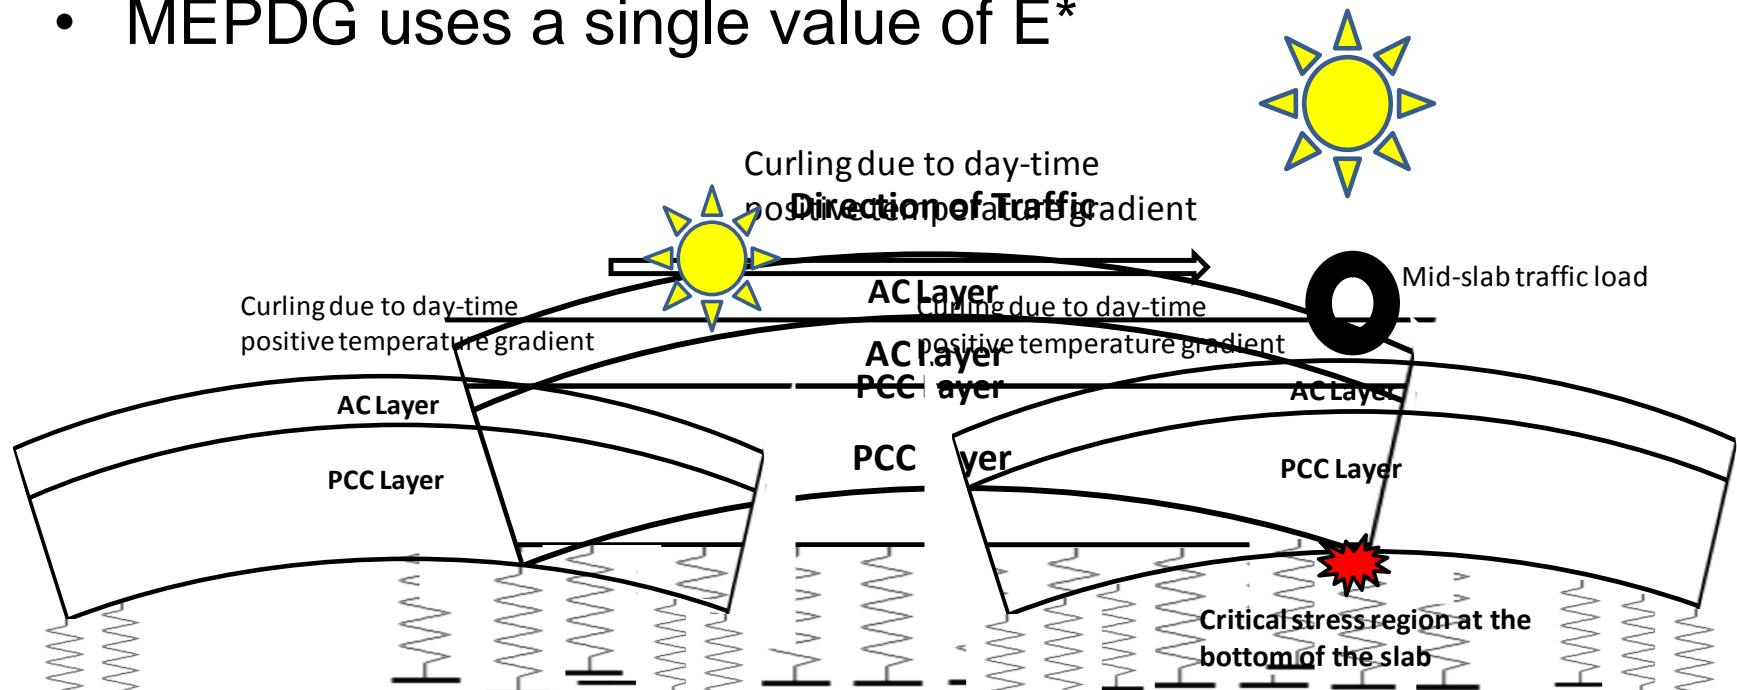 • MEPDG uses a single value of E*
Curling due to day-time
positive temperature gradient
Direction of Traffic
Mid-slab traffic load
AC Layer
Curling due to day-time
positive temperature gradient
Curling due to day-time
positive temperature gradient
AC Layer
PCC Layer
AC Layer
AC Layer
PCC Layer
PCC Layer
PCC Layer
Critical stress region at the
bottom of the slab